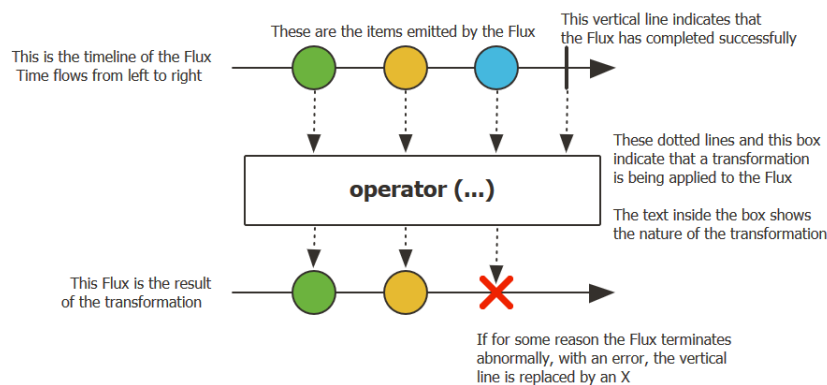 These are the items emitted by the Flux
This vertical line indicates that
the Flux has completed successfully
This is the timeline of the Flux
Time flows from left to right
These dotted lines and this box
indicate that a transformation
is being applied to the Flux
operator (...)
The text inside the box shows
the nature of the transformation
This Flux is the result
of the transformation
If for some reason the Flux terminates
abnormally, with an error, the vertical
line is replaced by an X